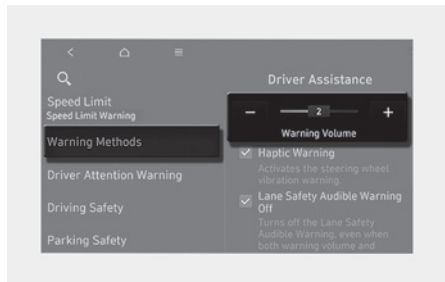 Driver Assistance
Speed Limit
Speed Limit Warning
Warning Methods
Driver Attention Warning
Driving Safety
Parking Safety
− 2 +
Warning Volume
Haptic Warning
Activates the steering wheel
vibration warning.
Lane Safety Audible Warning
Off
Turns off the Lane Safety
Audible Warning, even when
both warning volume and